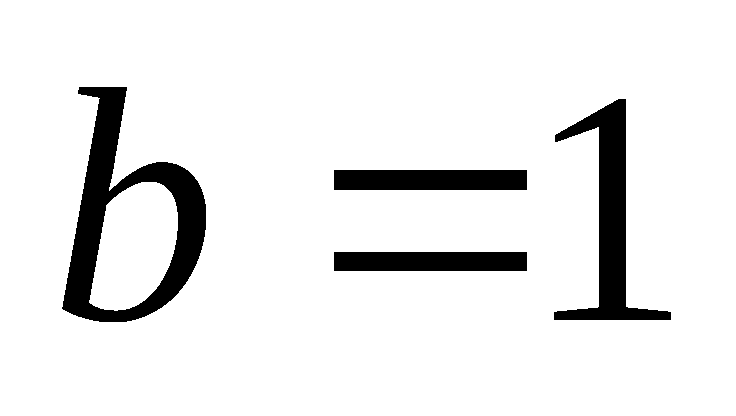 b = 1